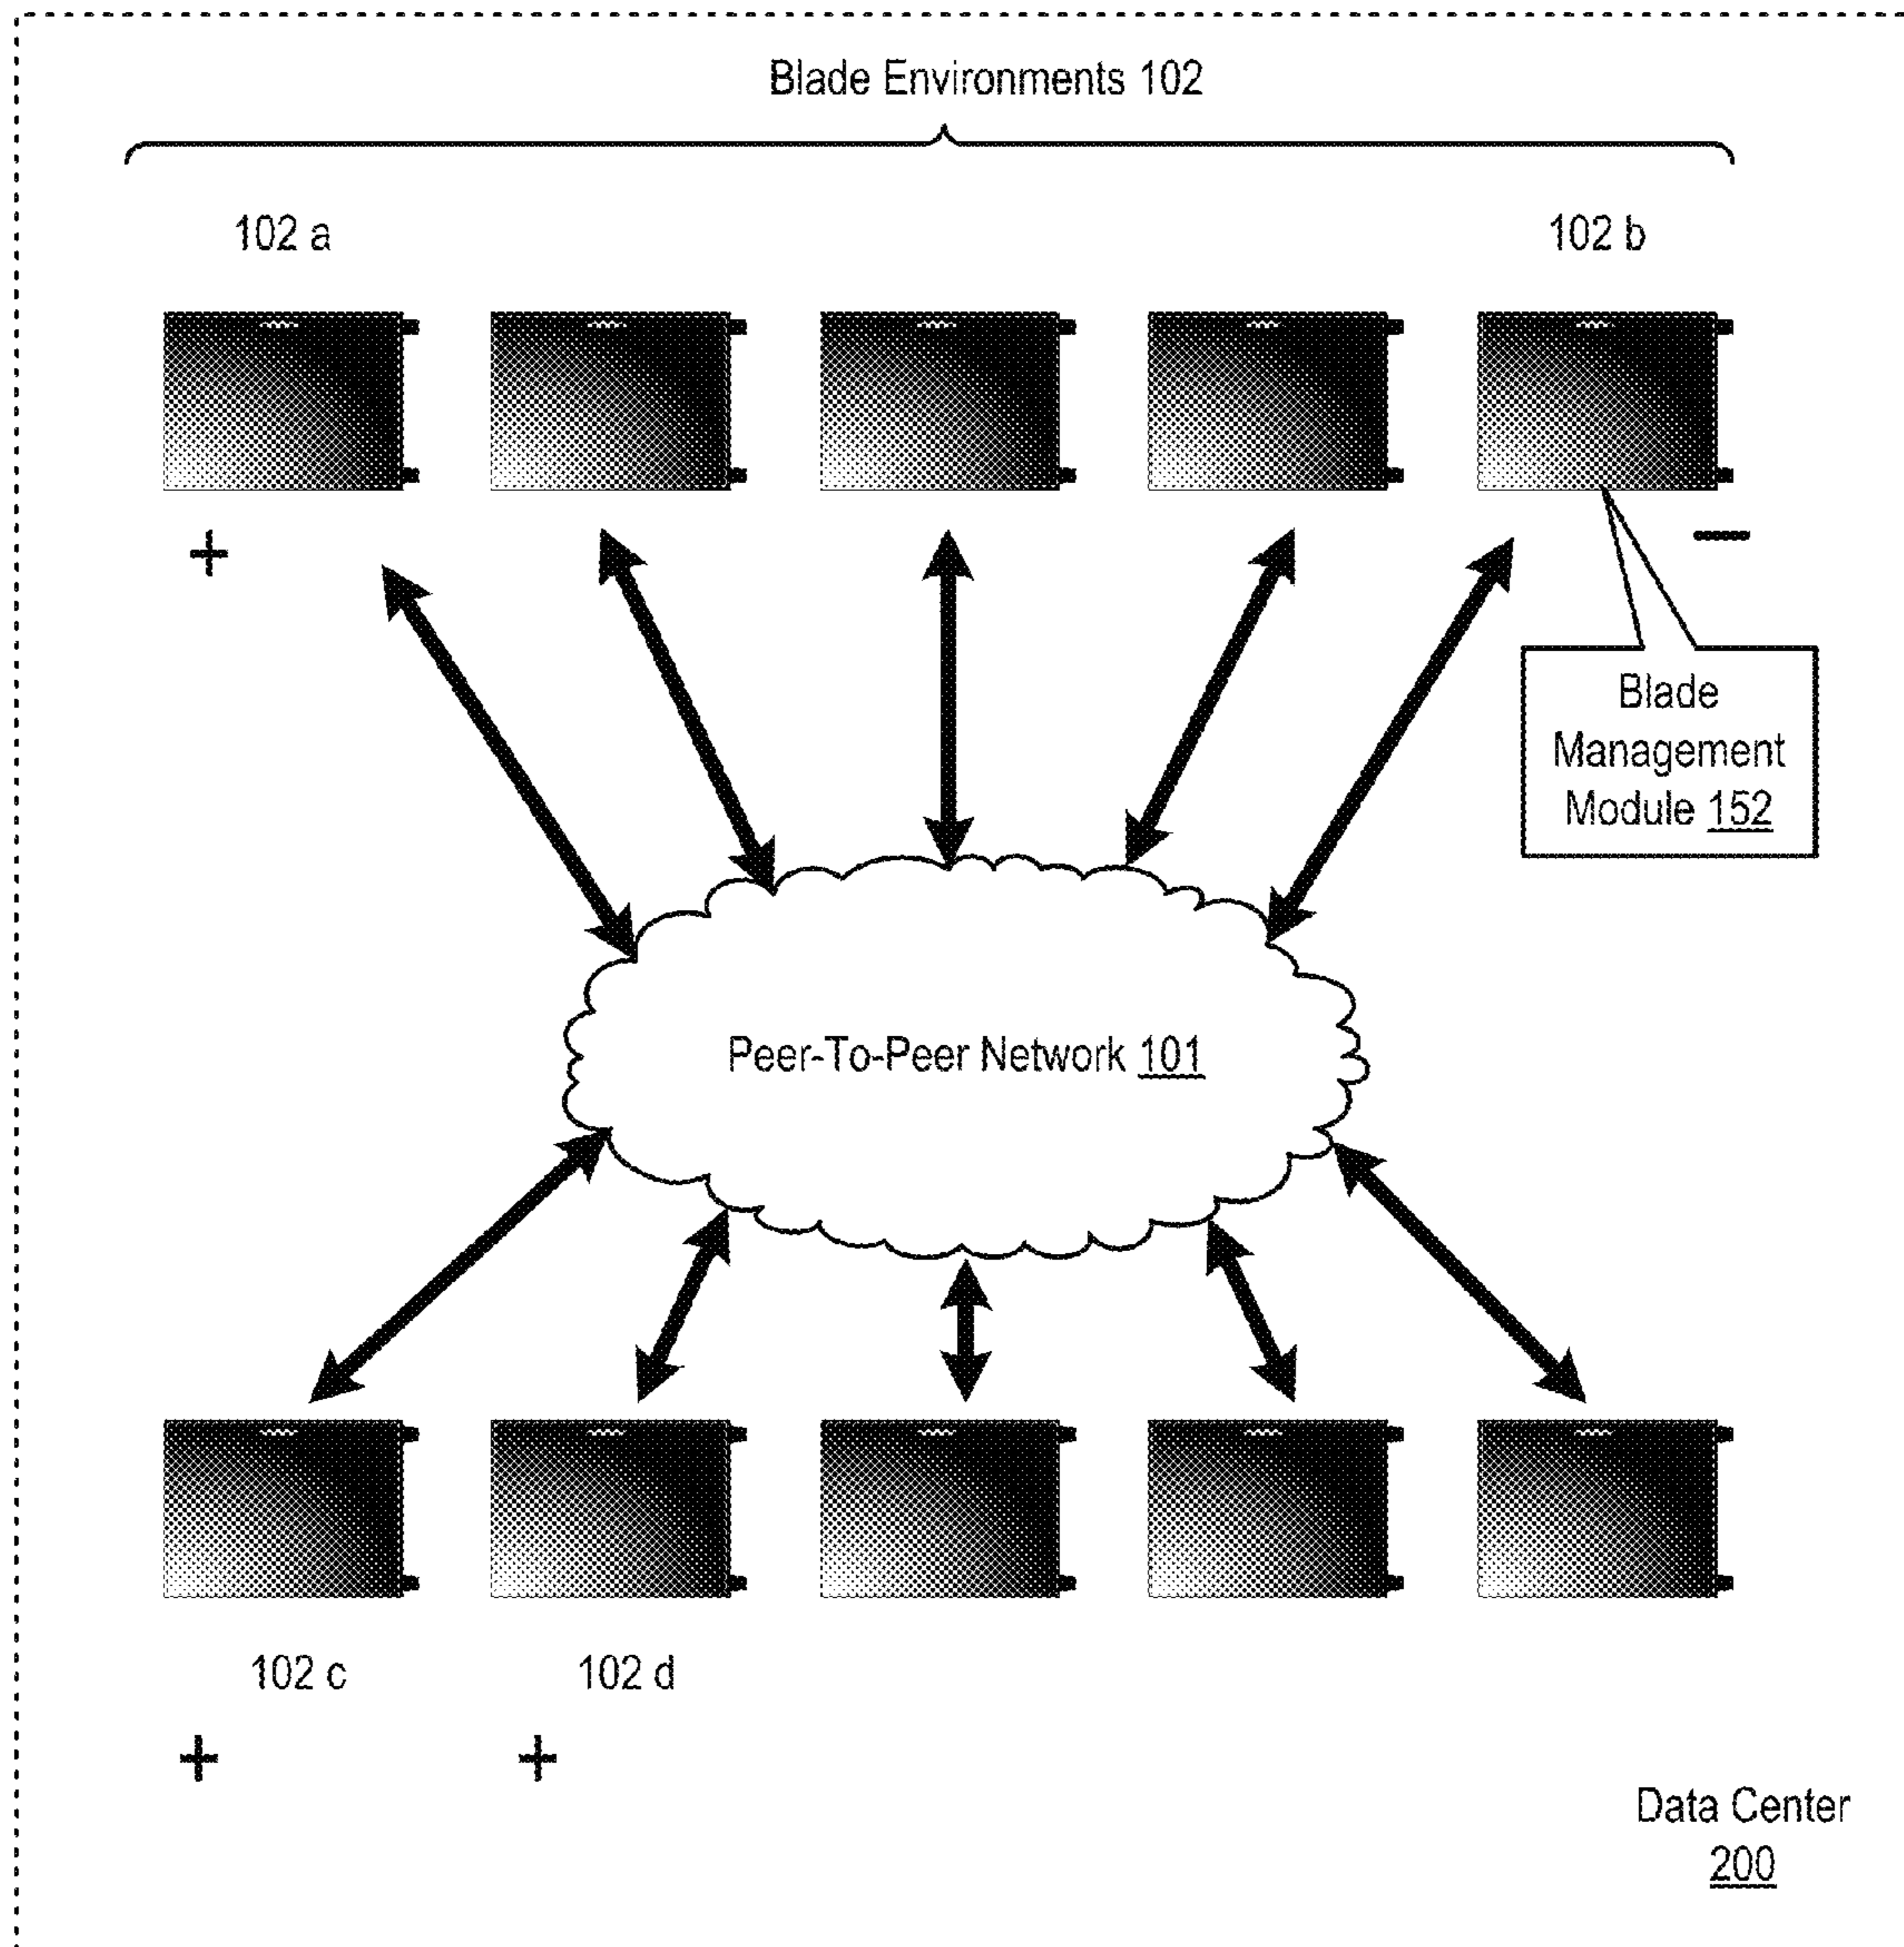 Blade Environments 102
102 a
102 b
+
−
Blade
Management
Module 152
Peer-To-Peer Network 101
102 c
102 d
+
+
Data Center
200